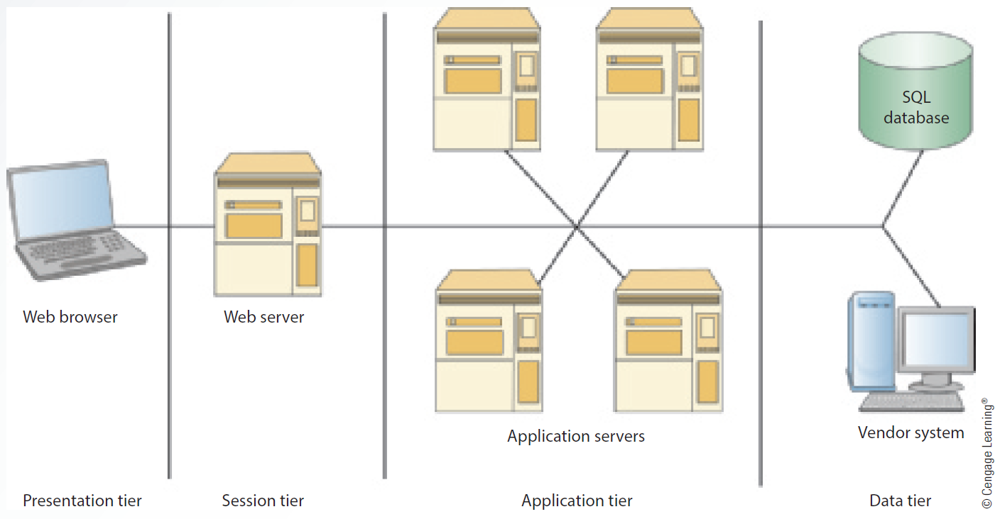 SQL
database
Web browser
Web server
Application servers
Vendor system
Presentation tier
Session tier
Application tier
Data tier
© Cengage Learning®